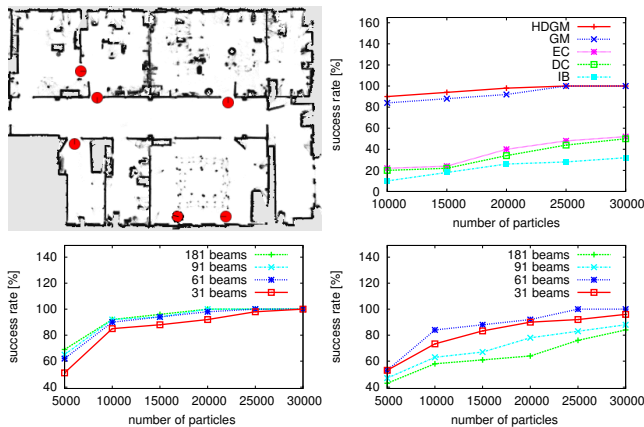 160
140
120
100
80
60
40
20
0
success rate [%]
HDGM
GM
EC
DC
IB
10000 15000 20000 25000 30000
number of particles
140
120
100
80
60
40
success rate [%]
181 beams
91 beams
61 beams
31 beams
5000 10000 15000 20000 25000 30000
number of particles
140
120
100
80
60
40
success rate [%]
181 beams
91 beams
61 beams
31 beams
5000 10000 15000 20000 25000 30000
number of particles